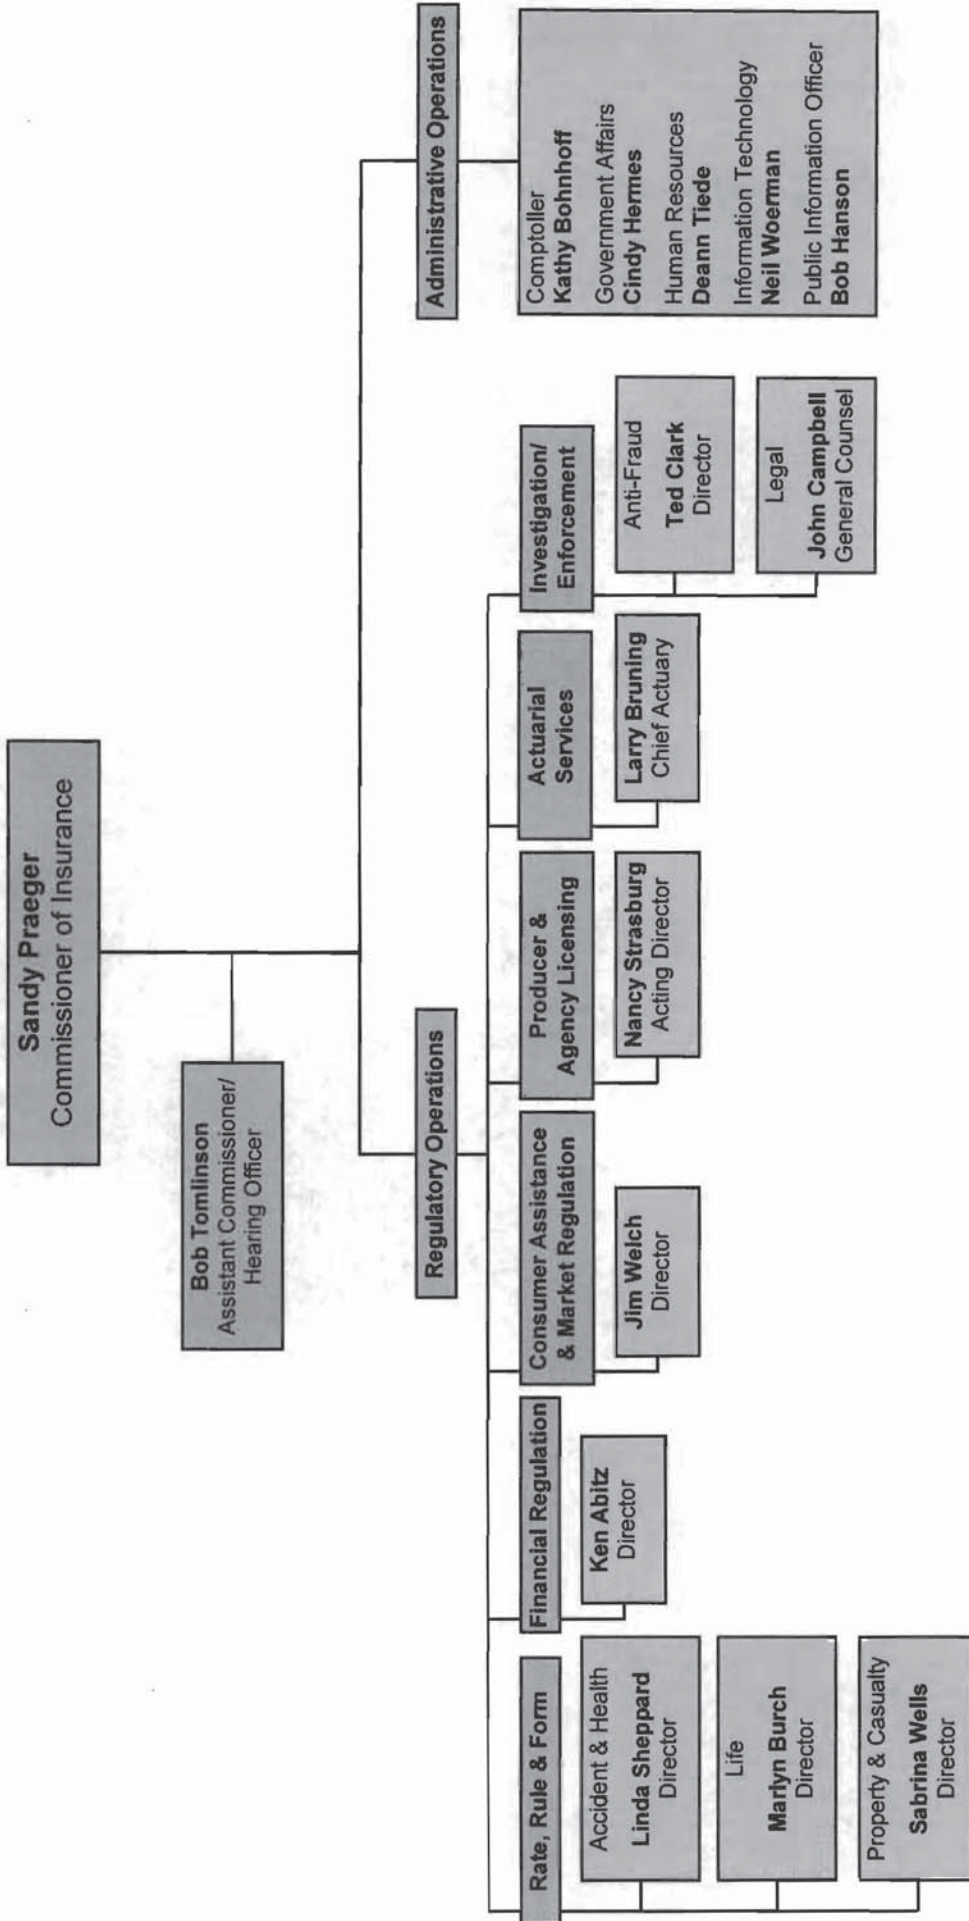 Sandy Praeger
Commissioner of Insurance
Bob Tomlinson
Assistant Commissioner/
Hearing Officer
Regulatory Operations
Administrative Operations
Rate, Rule & Form
Accident & Health
Linda Sheppard
Director
Life
Marlyn Burch
Director
Property & Casualty
Sabrina Wells
Director
Financial Regulation
Ken Abitz
Director
Consumer Assistance
& Market Regulation
Jim Welch
Director
Producer &
Agency Licensing
Nancy Strasburg
Acting Director
Actuarial
Services
Larry Bruning
Chief Actuary
Investigation/
Enforcement
Anti-Fraud
Ted Clark
Director
Legal
John Campbell
General Counsel
Comptoller
Kathy Bohnhoff
Government Affairs
Cindy Hermes
Human Resources
Deann Tiede
Information Technology
Neil Woerman
Public Information Officer
Bob Hanson